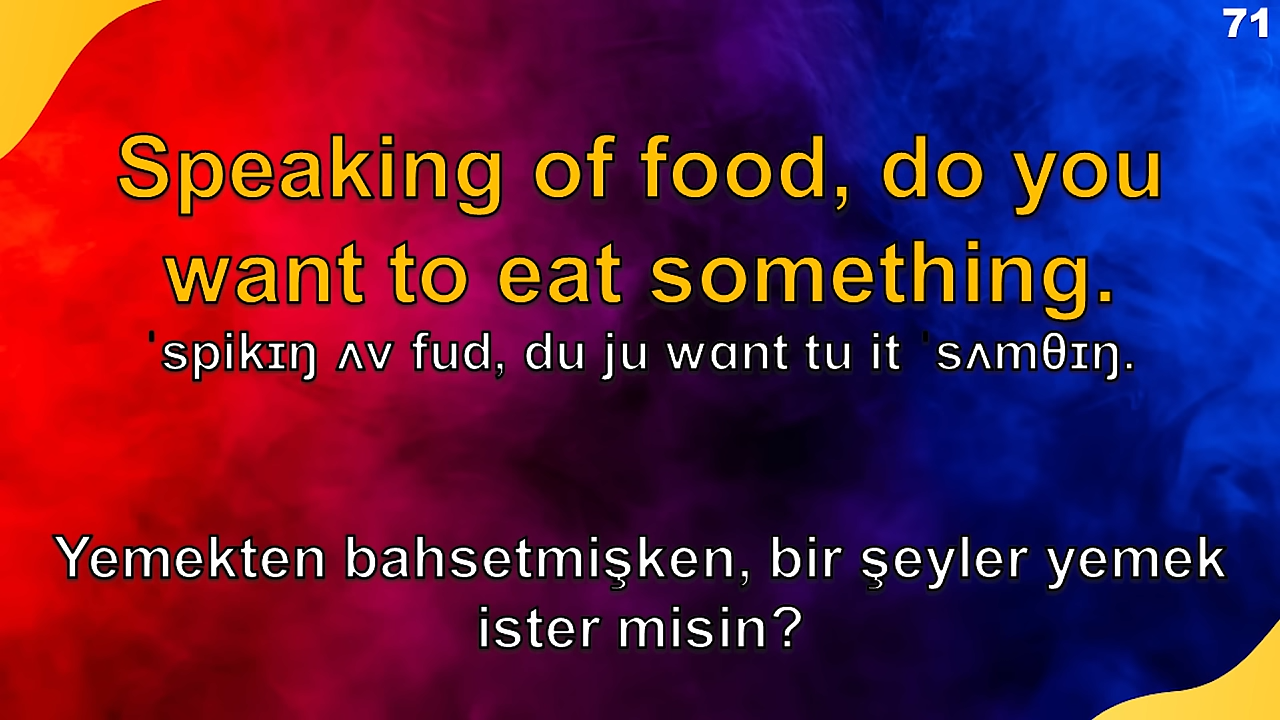 71
Speaking of food, do you
want to eat something.
ˈspikɪŋ ʌv fud, du ju wɑnt tu it ˈsʌmθɪŋ.
Yemekten bahsetmişken, bir şeyler yemek
ister misin?